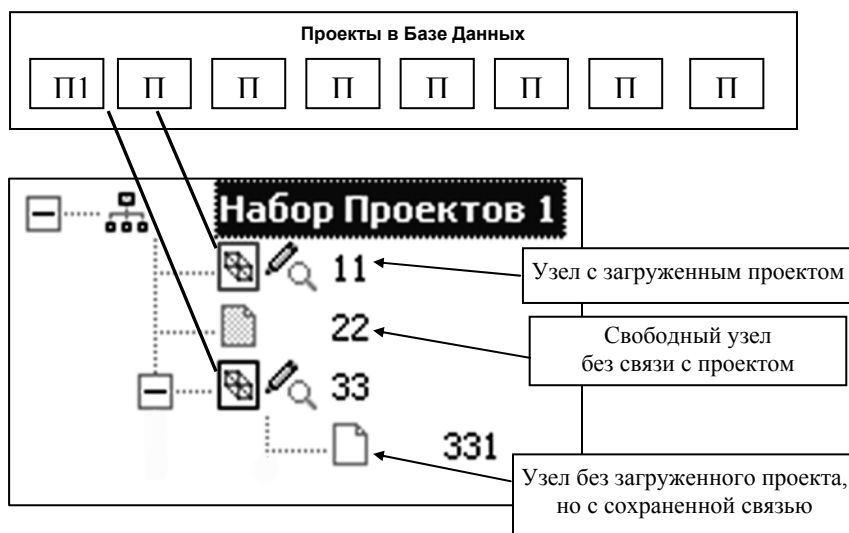 Проекты в Базе Данных
П1 П П П П П П П
Набор Проектов 1
11
Узел с загруженным проектом
22
Свободный узел
без связи с проектом
33
331
Узел без загруженного проекта,
но с сохраненной связью